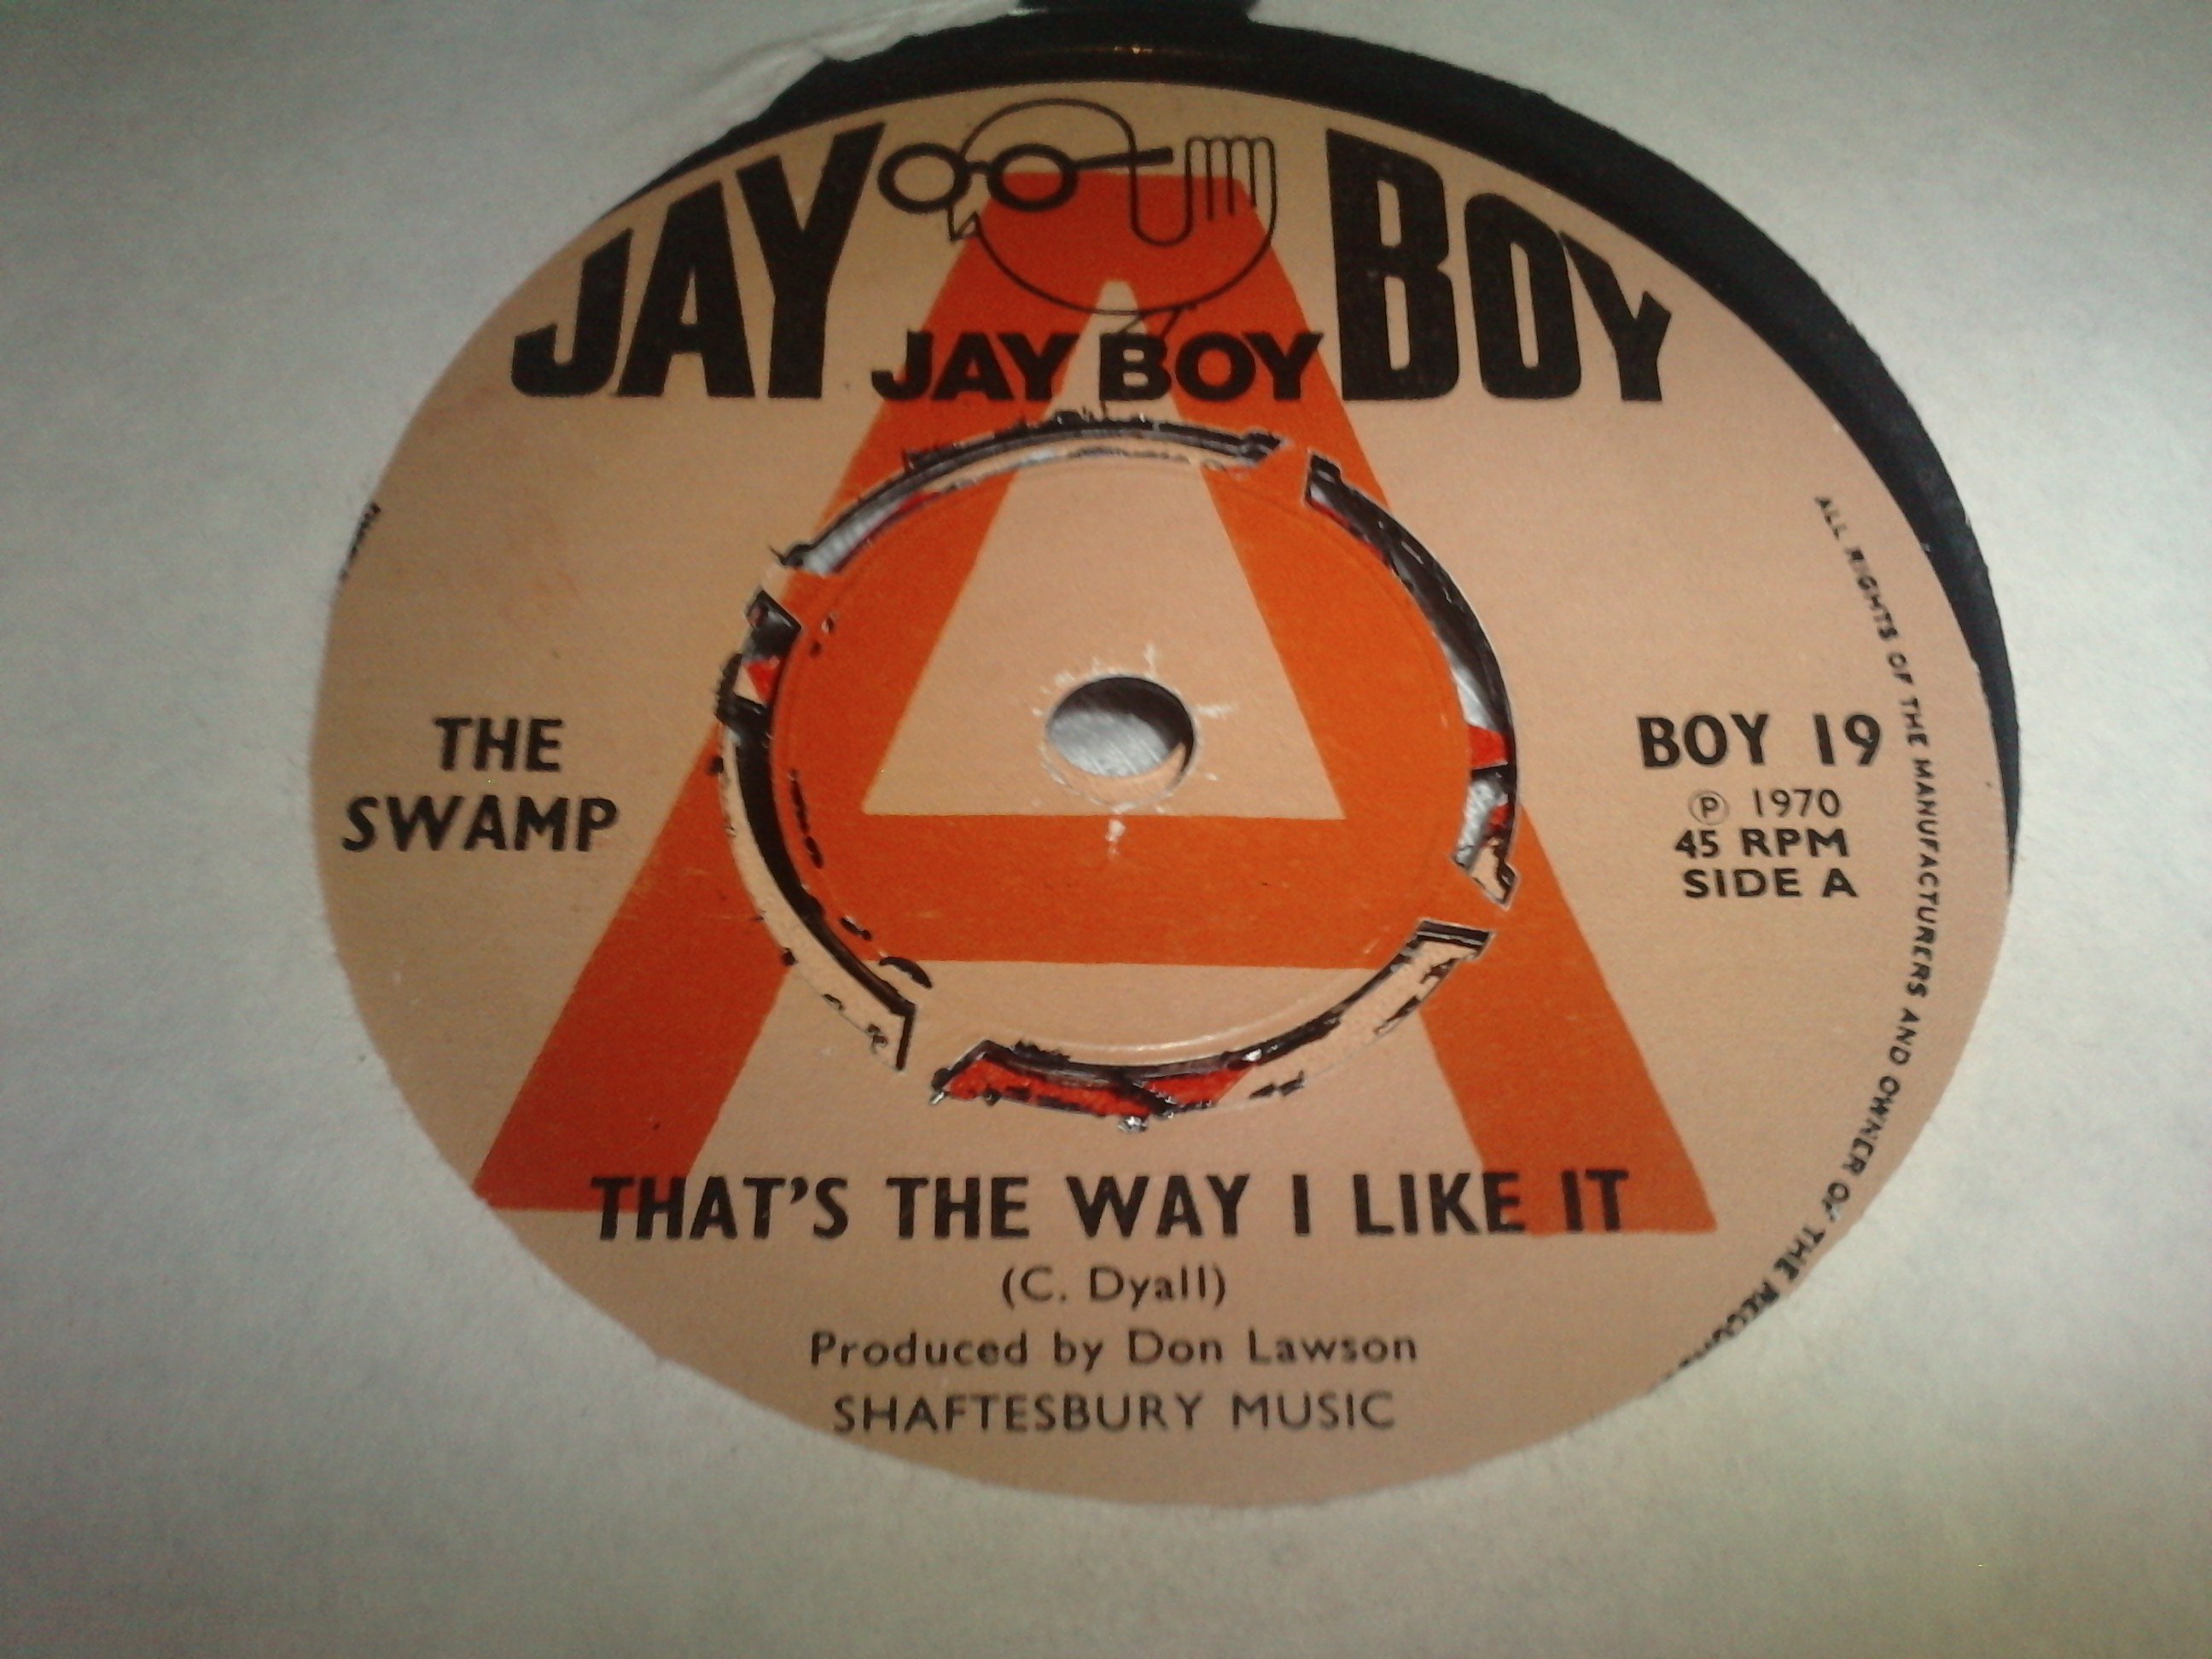 JAY BOY
JAY BOY
THE
SWAMP
BOY 19
Ⓟ 1970
45 RPM
SIDE A
ALL RIGHTS OF THE MANUFACTURERS AND OWNER OF THE
THAT'S THE WAY I LIKE IT
(C. Dyall)
Produced by Don Lawson
SHAFTESBURY MUSIC
A